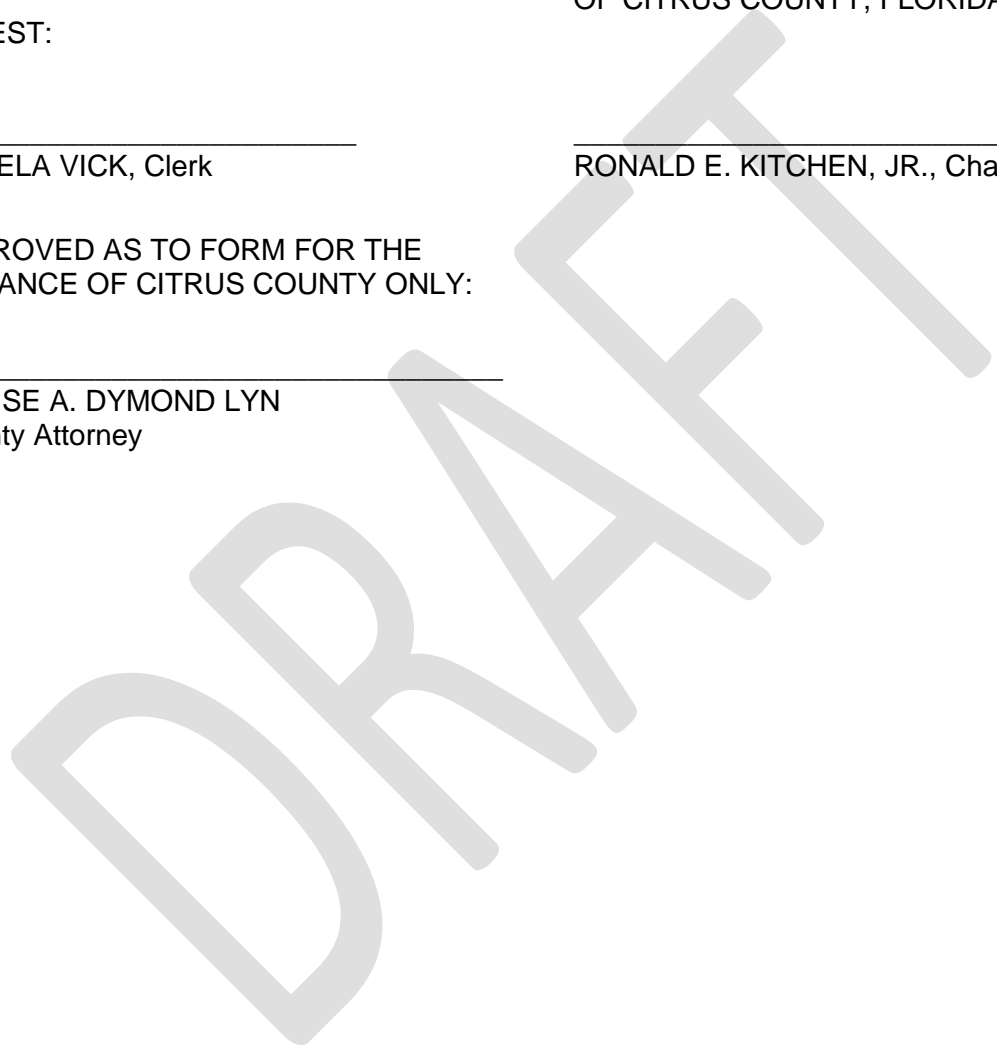 OF CITRUS COUNTY, FLORIDA
EST:
ELA VICK, Clerk
RONALD E. KITCHEN, JR., Cha
ROVED AS TO FORM FOR THE
ANCE OF CITRUS COUNTY ONLY:
SE A. DYMOND LYN
ty Attorney
DRAFT